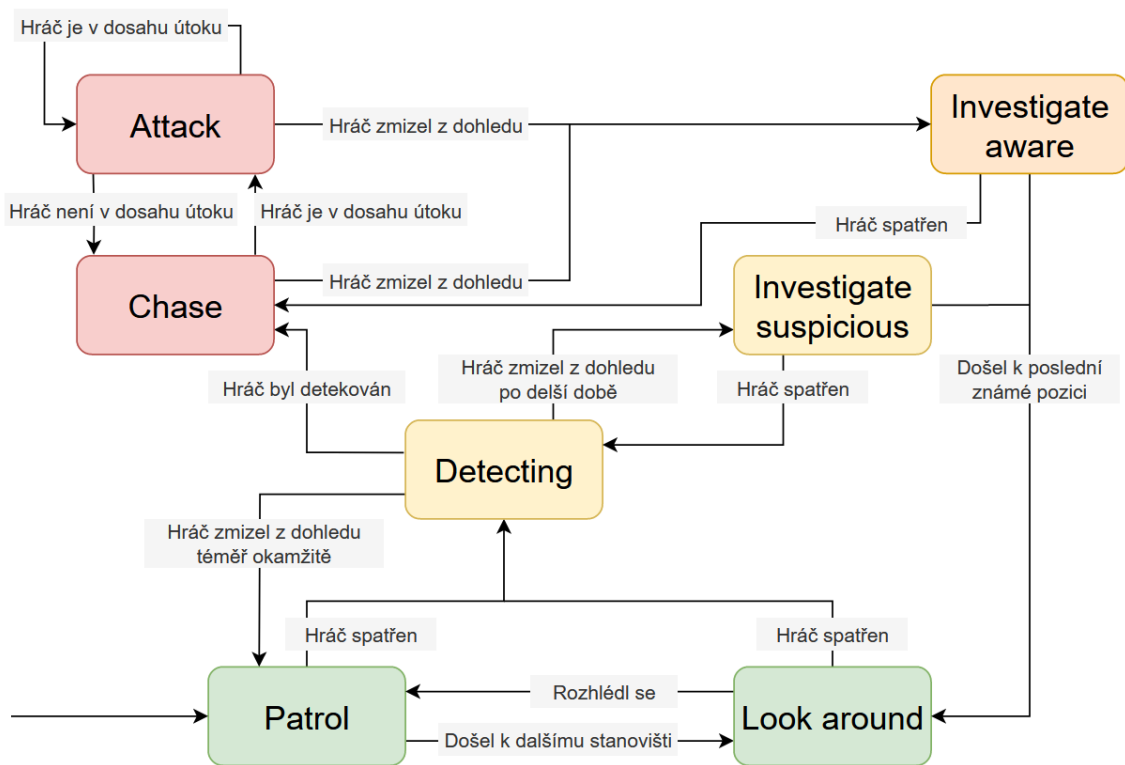 Hráč je v dosahu útoku
Attack
Hráč zmizel z dohledu
Investigate
aware
Hráč není v dosahu útoku
Hráč je v dosahu útoku
Hráč spatřen
Chase
Hráč zmizel z dohledu
Investigate
suspicious
Hráč byl detekován
Hráč zmizel z dohledu
po delší době
Hráč spatřen
Došel k poslední
známé pozici
Detecting
Hráč zmizel z dohledu
téměř okamžitě
Hráč spatřen
Hráč spatřen
Patrol
Rozhlédl se
Došel k dalšímu stanovišti
Look around